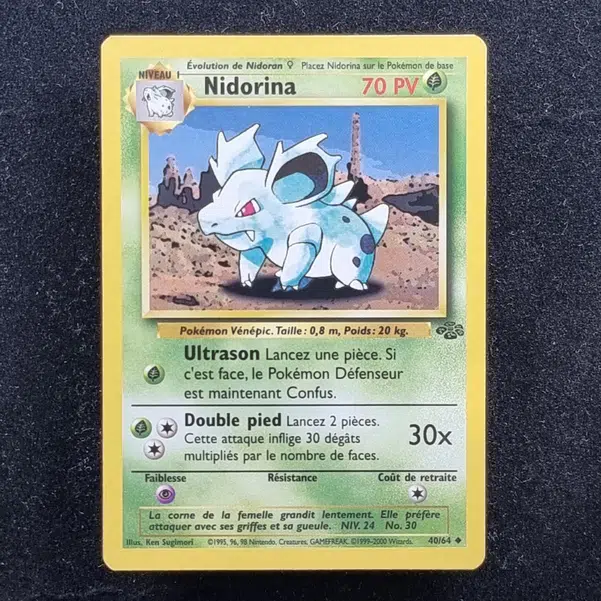 Évolution de Nidoran ♀ Placez Nidorina sur le Pokémon de base
NIVEAU 1
Nidorina 70 PV
Pokémon Vénépic. Taille : 0,8 m, Poids : 20 kg.
Ultrason Lancez une pièce. Si
c'est face, le Pokémon Défenseur
est maintenant Confus.
Double pied Lancez 2 pièces.
Cette attaque inflige 30 dégâts
multipliés par le nombre de faces.
30x
Faiblesse Résistance Coût de retraite
La corne de la femelle grandit lentement. Elle préfère
attaquer avec ses griffes et sa gueule. NIV. 24 No. 30
Illus. Ken Sugimori ©1995, 96, 98 Nintendo, Creatures, GAMEFREAK. ©1999-2000 Wizards. 40/64